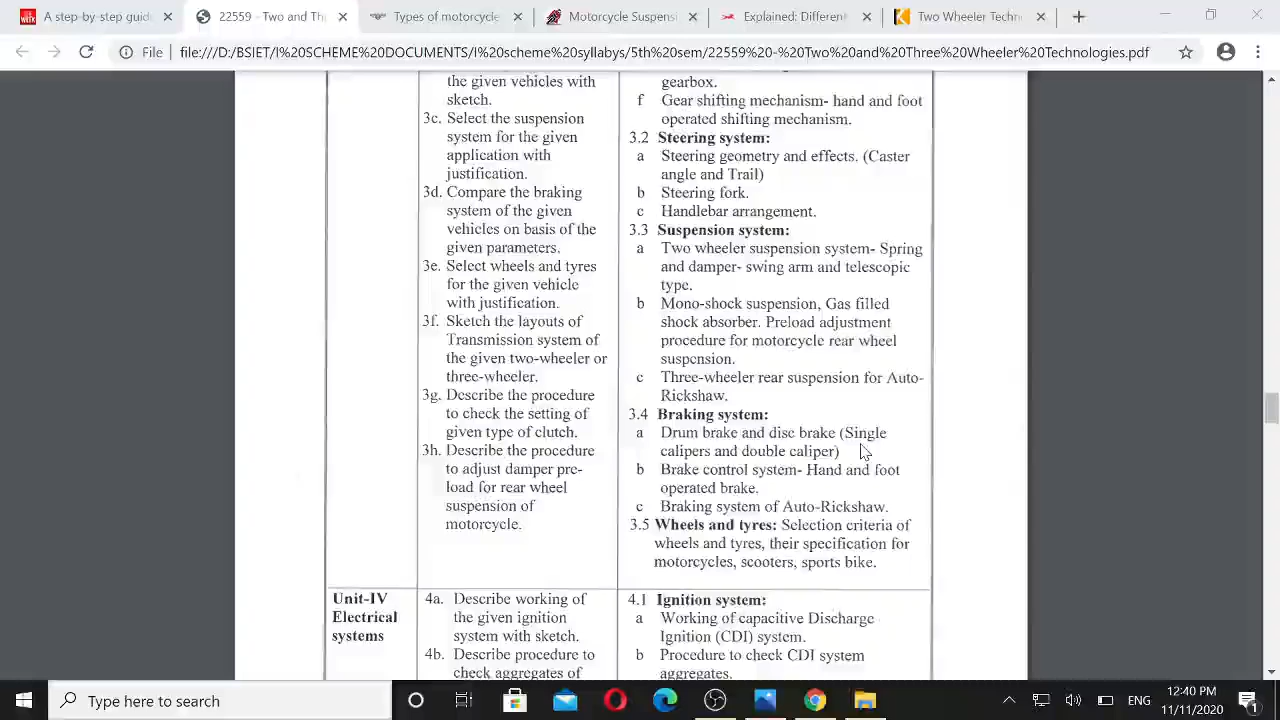 A step-by-step guid
22559 - Two and Th
Types of motorcycle
Motorcycle Suspensi
Explained: Differen
Two Wheeler Techn
File
file:///D:/BSIET/I%20SCHEME%20DOCUMENTS/I%20scheme%20syllabys/5th%20sem/22559%20-%20Two%20and%20Three%20Wheeler%20Technologies.pdf
the given vehicles with
sketch.
3c. Select the suspension
system for the given
application with
justification.
3d. Compare the braking
system of the given
vehicles on basis of the
given parameters.
3e. Select wheels and tyres
for the given vehicle
with justification.
3f. Sketch the layouts of
Transmission system of
the given two-wheeler or
three-wheeler.
3g. Describe the procedure
to check the setting of
given type of clutch.
3h. Describe the procedure
to adjust damper pre-
load for rear wheel
suspension of
motorcycle.
gearbox.
f Gear shifting mechanism- hand and foot
operated shifting mechanism.
3.2 Steering system:
a Steering geometry and effects. (Caster
angle and Trail)
b Steering fork.
c Handlebar arrangement.
3.3 Suspension system:
a Two wheeler suspension system- Spring
and damper- swing arm and telescopic
type.
b Mono-shock suspension, Gas filled
shock absorber. Preload adjustment
procedure for motorcycle rear wheel
suspension.
c Three-wheeler rear suspension for Auto-
Rickshaw.
3.4 Braking system:
a Drum brake and disc brake (Single
calipers and double caliper)
b Brake control system- Hand and foot
operated brake.
c Braking system of Auto-Rickshaw.
3.5 Wheels and tyres: Selection criteria of
wheels and tyres, their specification for
motorcycles, scooters, sports bike.
Unit-IV
Electrical
systems
4a. Describe working of
the given ignition
system with sketch.
4b. Describe procedure to
check aggregates of
4.1 Ignition system:
a Working of capacitive Discharge
Ignition (CDI) system.
b Procedure to check CDI system
aggregates.
Type here to search
ENG
12:40 PM
11/11/2020